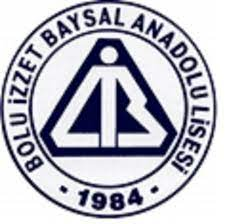 BOLU İZZET BAYSAL ANADOLU LİSESİ
- 1984 -